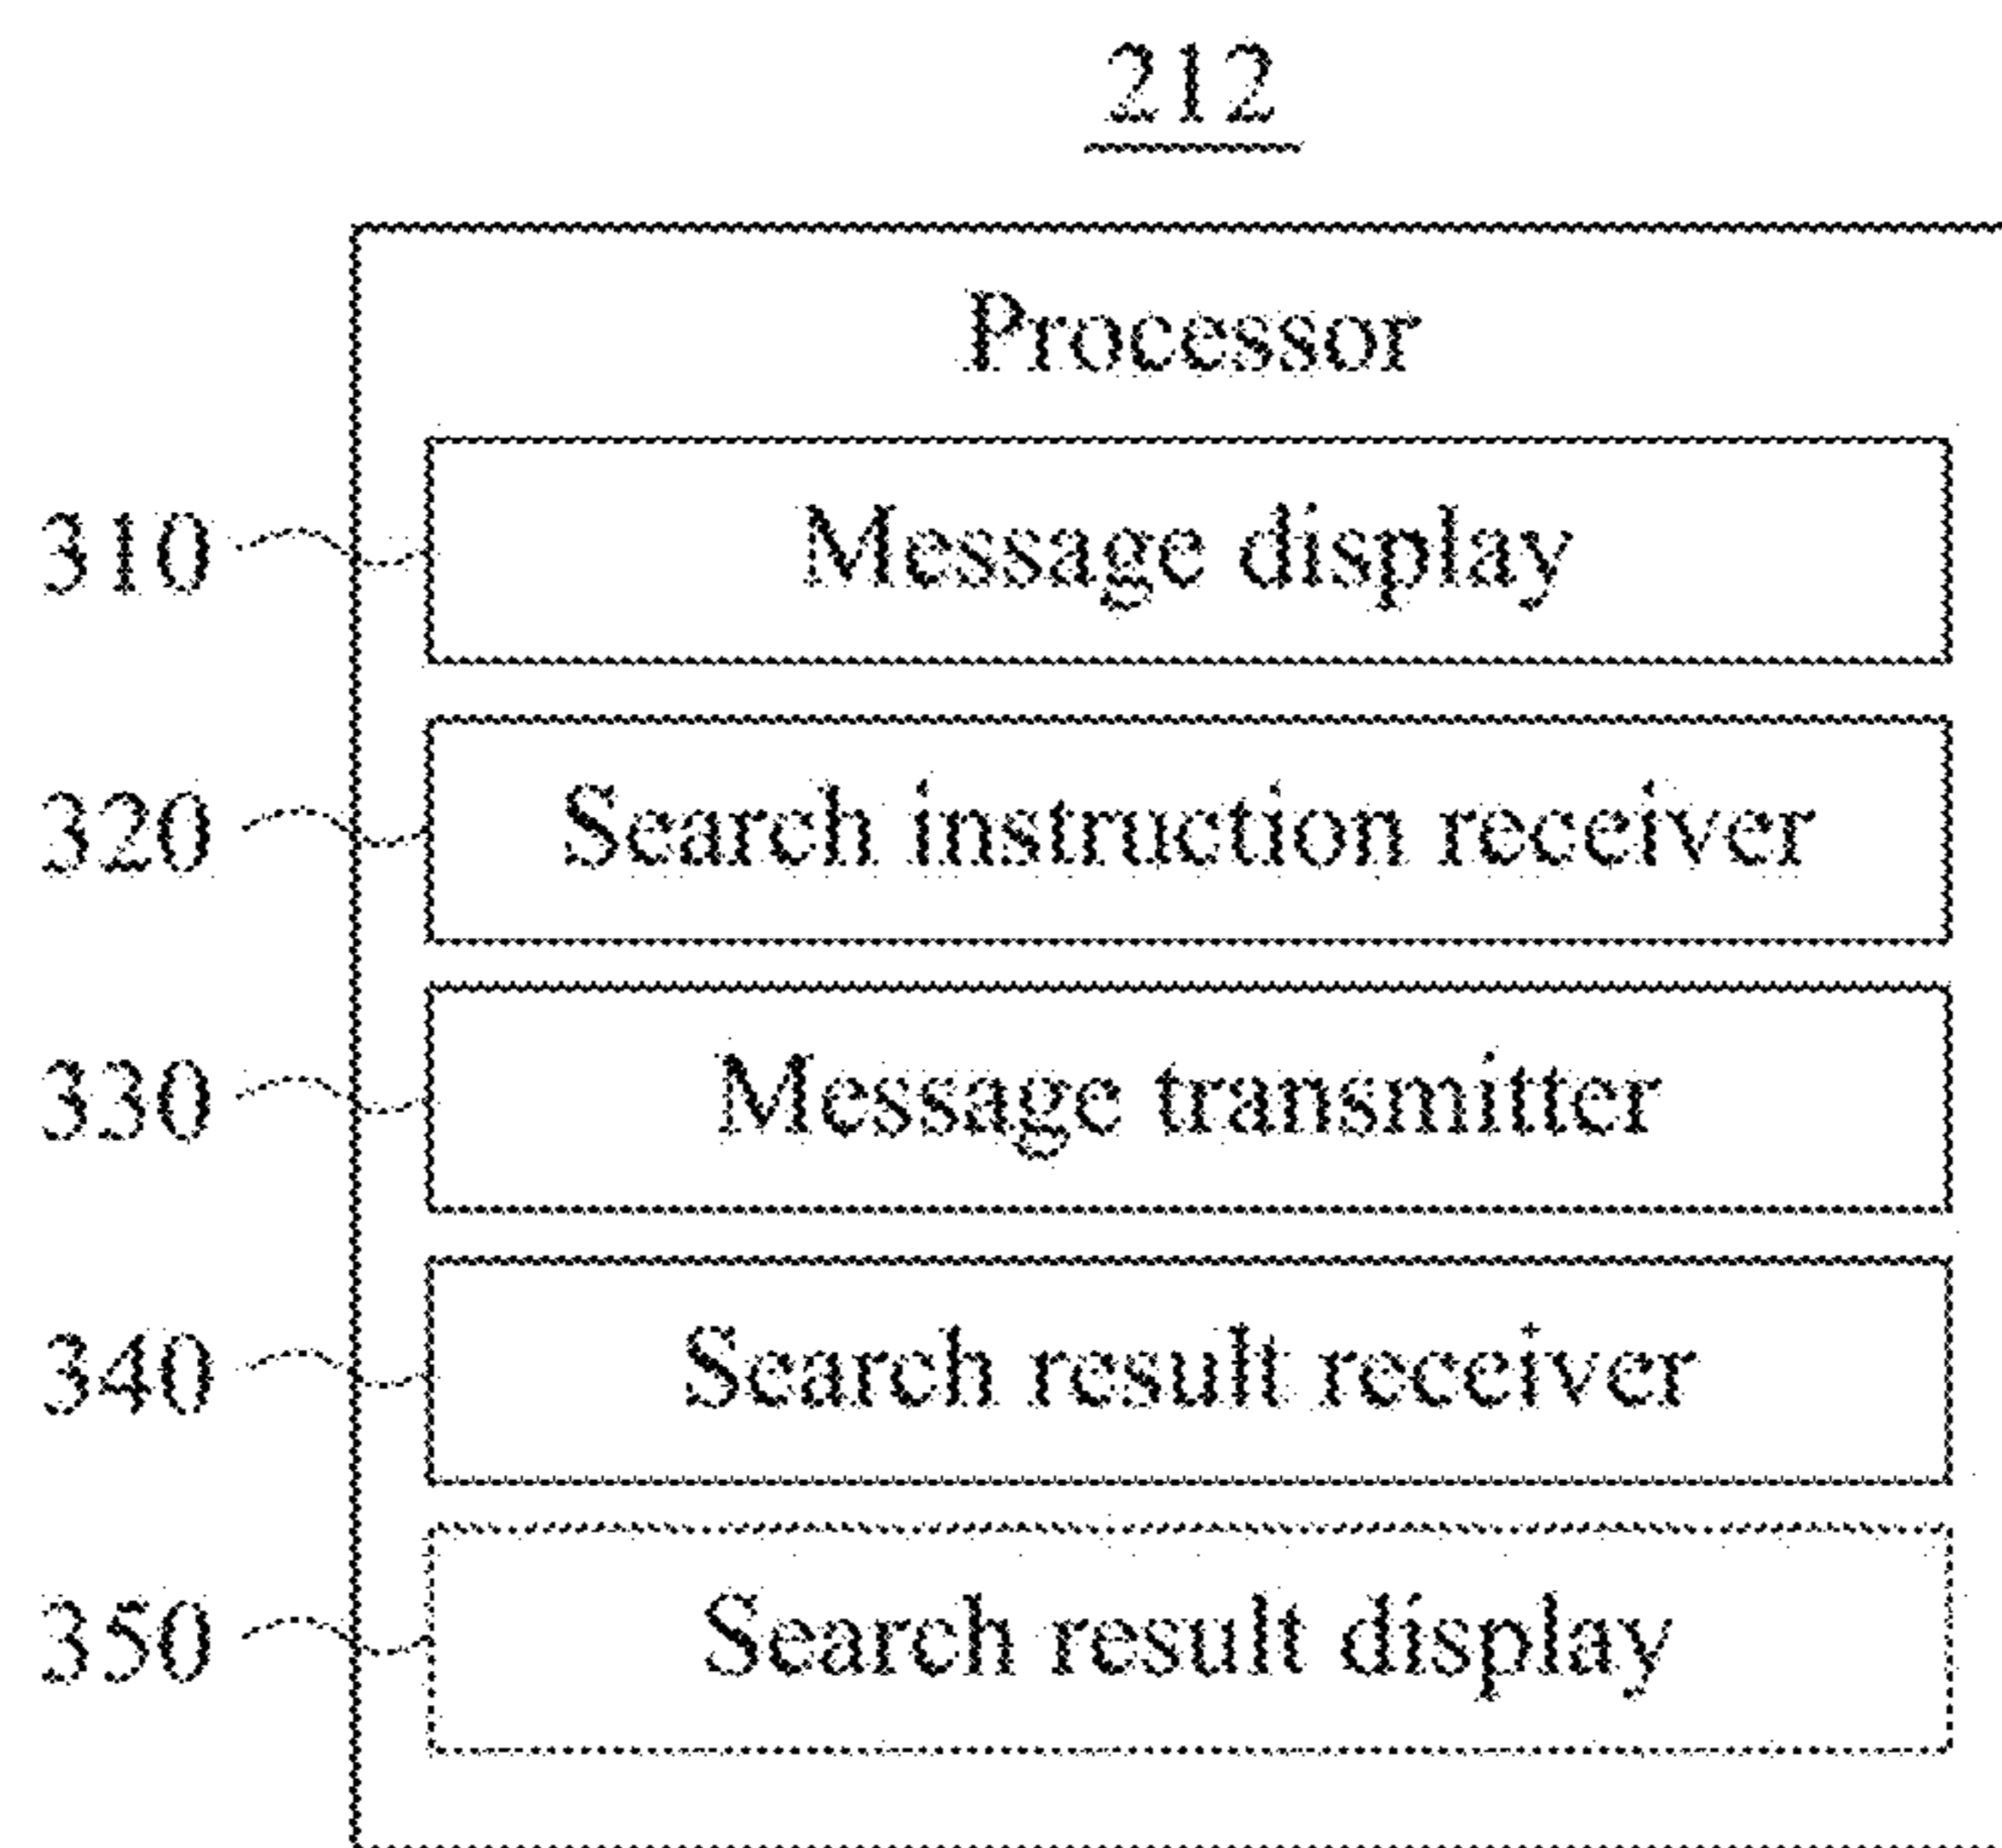 212
Processor
310 Message display
320 Search instruction receiver
330 Message transmitter
340 Search result receiver
350 Search result display